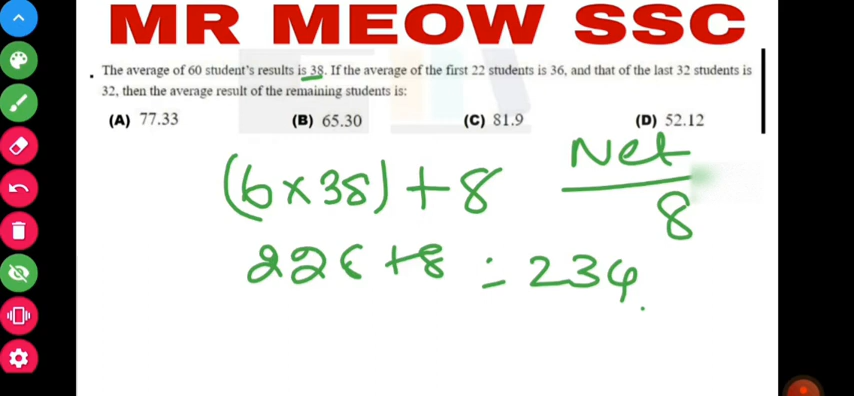 MR MEOW SSC
. The average of 60 student's results is 38. If the average of the first 22 students is 36, and that of the last 32 students is
32, then the average result of the remaining students is:
(A) 77.33 (B) 65.30 (C) 81.9 (D) 52.12
(6 x 38) + 8 Net
8
226 + 8 = 234.